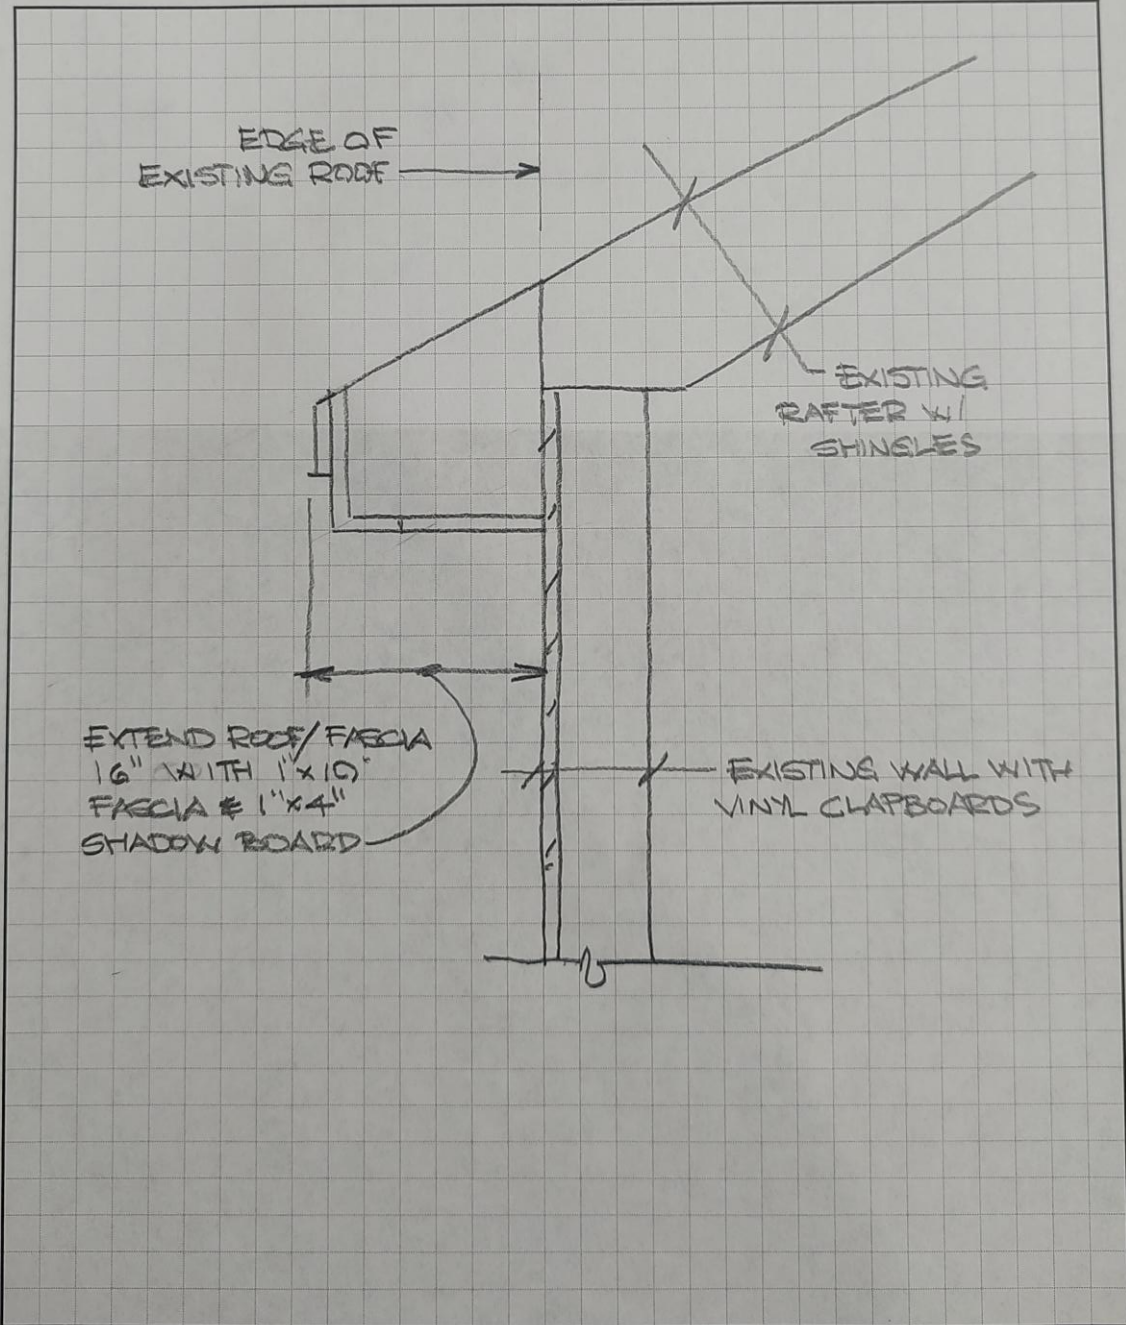 EDGE OF
EXISTING ROOF
EXISTING
RAFTER W/
SHINGLES
EXTEND ROOF/FASCIA
16" WITH 1"x10"
FASCIA & 1"x4"
SHADOW BOARD
EXISTING WALL WITH
VINYL CLAPBOARDS